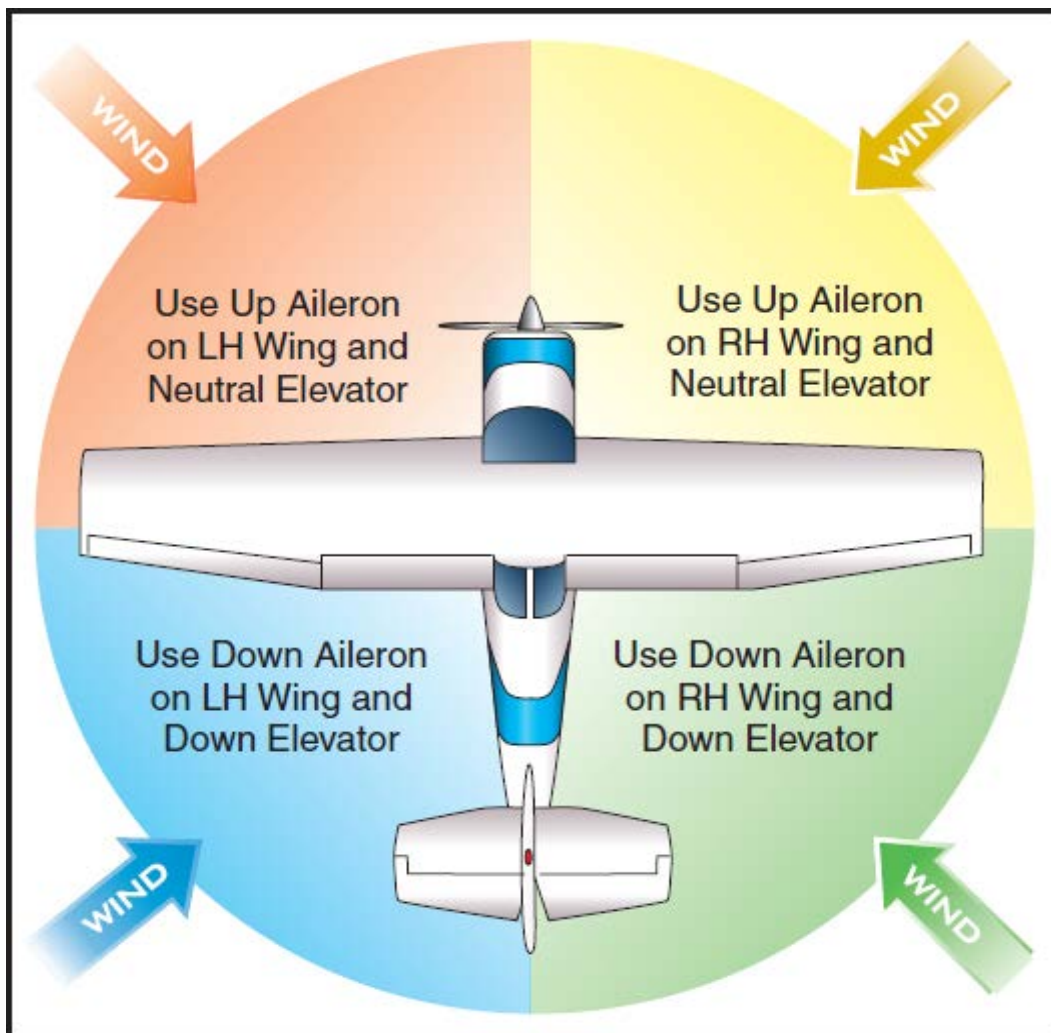 WIND
WIND
Use Up Aileron
on LH Wing and
Neutral Elevator
Use Up Aileron
on RH Wing and
Neutral Elevator
Use Down Aileron
on LH Wing and
Down Elevator
Use Down Aileron
on RH Wing and
Down Elevator
WIND
WIND